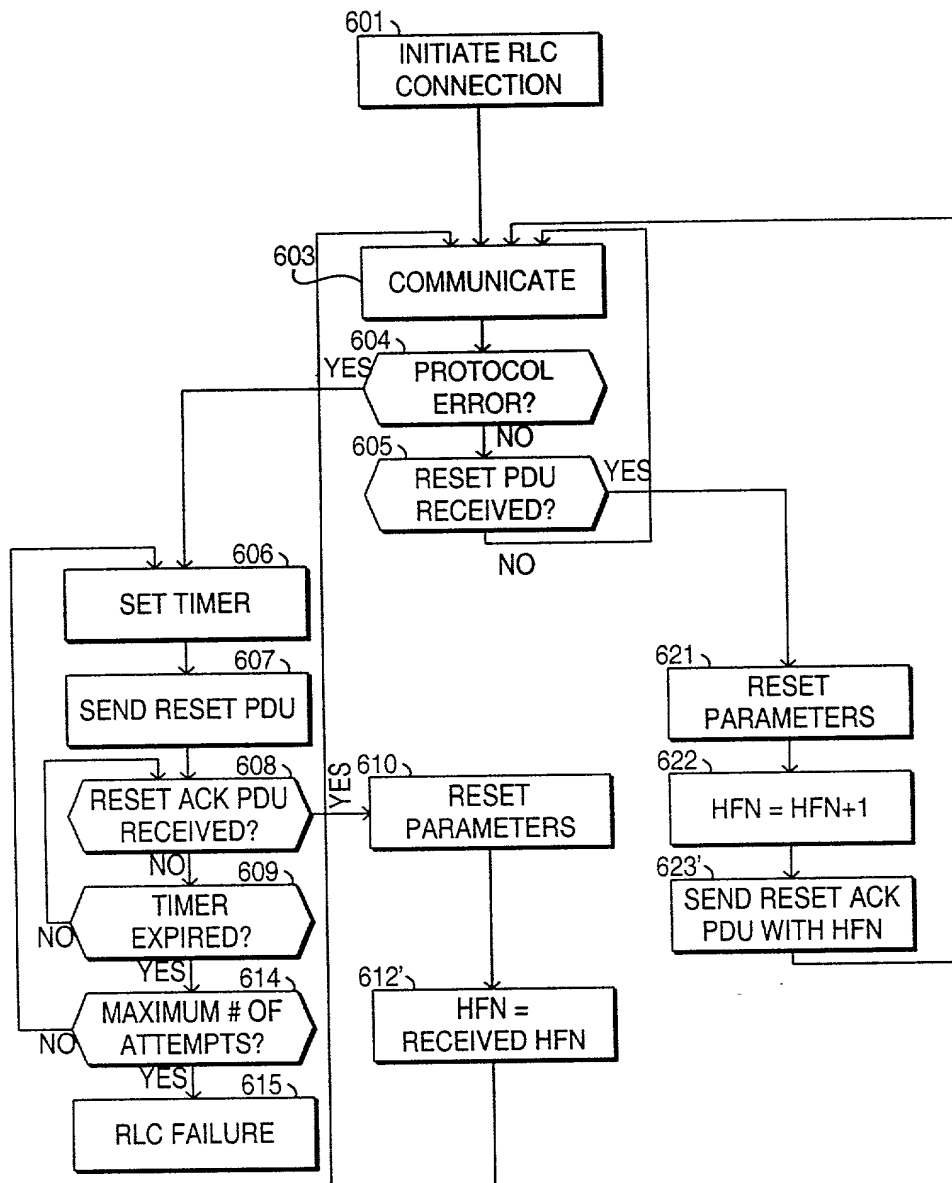 601
INITIATE RLC
CONNECTION
603
COMMUNICATE
604
YES
PROTOCOL
ERROR?
NO
605
RESET PDU
RECEIVED?
YES
NO
606
SET TIMER
607
SEND RESET PDU
608
RESET ACK PDU
RECEIVED?
YES
NO
609
TIMER
EXPIRED?
NO
YES
614
MAXIMUM # OF
ATTEMPTS?
NO
YES
615
RLC FAILURE
610
RESET
PARAMETERS
612'
HFN =
RECEIVED HFN
621
RESET
PARAMETERS
622
HFN = HFN+1
623'
SEND RESET ACK
PDU WITH HFN